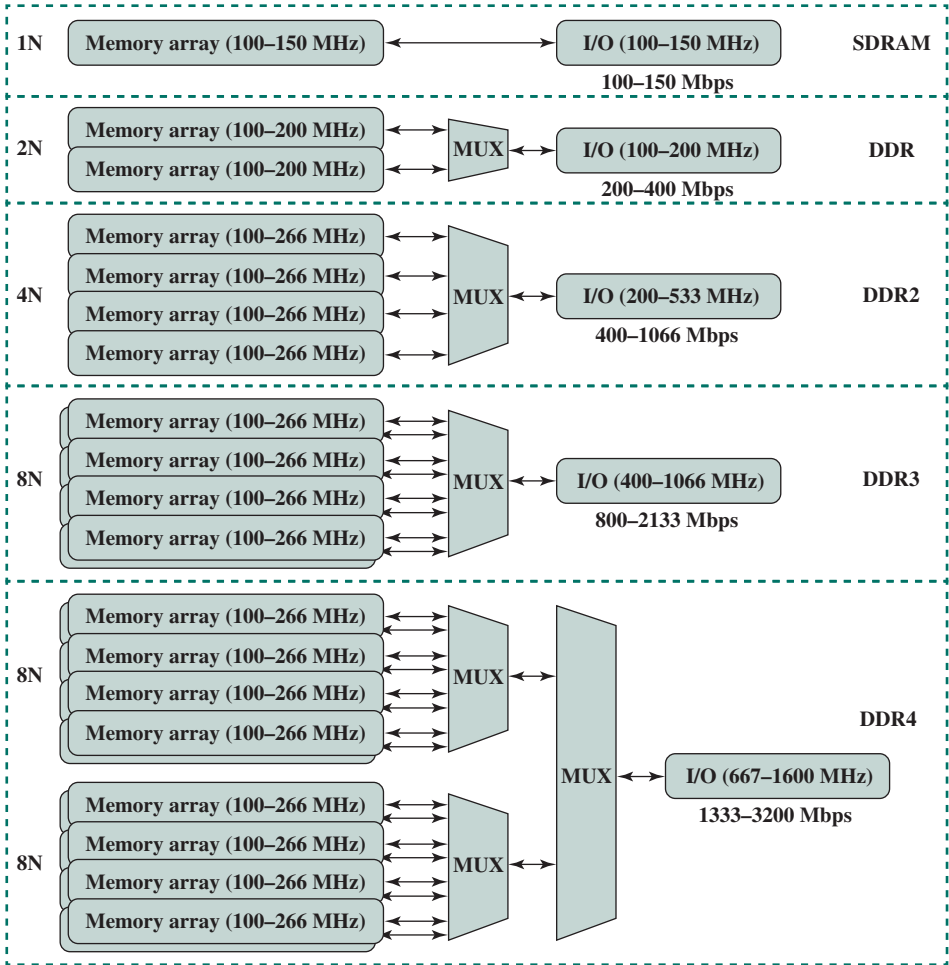 1N Memory array (100–150 MHz) I/O (100–150 MHz) SDRAM
100–150 Mbps
Memory array (100–200 MHz)
2N MUX I/O (100–200 MHz) DDR
Memory array (100–200 MHz)
200–400 Mbps
Memory array (100–266 MHz)
Memory array (100–266 MHz)
4N MUX I/O (200–533 MHz) DDR2
Memory array (100–266 MHz)
400–1066 Mbps
Memory array (100–266 MHz)
Memory array (100–266 MHz)
Memory array (100–266 MHz)
8N MUX I/O (400–1066 MHz) DDR3
Memory array (100–266 MHz)
800–2133 Mbps
Memory array (100–266 MHz)
Memory array (100–266 MHz)
Memory array (100–266 MHz)
8N MUX
Memory array (100–266 MHz)
DDR4
Memory array (100–266 MHz)
MUX I/O (667–1600 MHz)
Memory array (100–266 MHz)
1333–3200 Mbps
Memory array (100–266 MHz)
8N MUX
Memory array (100–266 MHz)
Memory array (100–266 MHz)